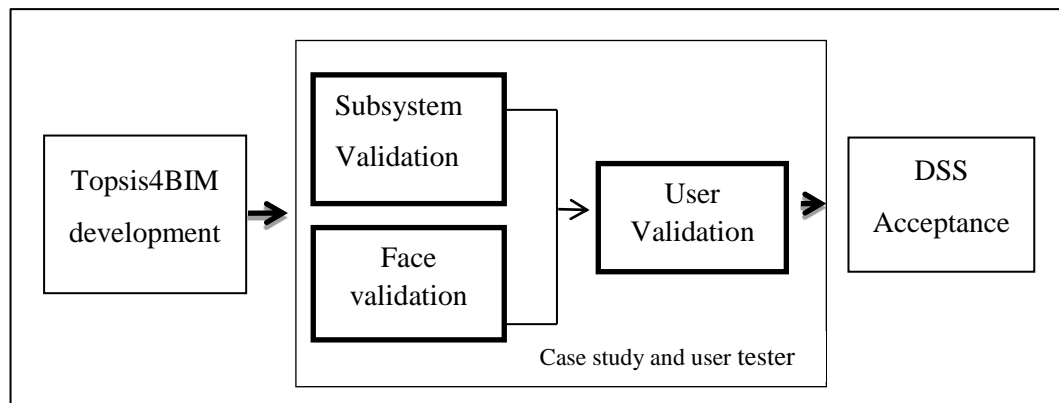 Topsis4BIM
development
Subsystem
Validation
Face
validation
User
Validation
Case study and user tester
DSS
Acceptance